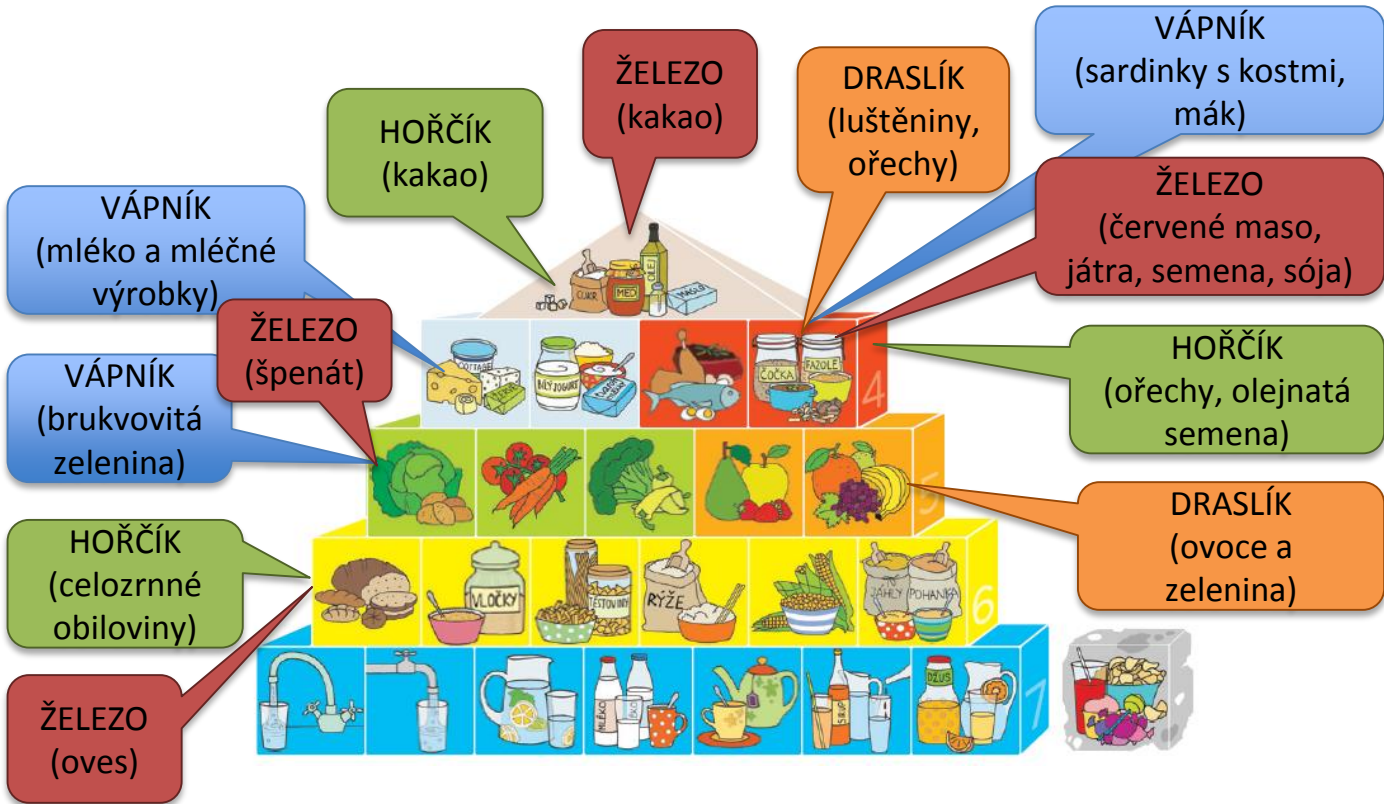 VÁPNÍK
(sardinky s kostmi,
mák)
ŽELEZO
(kakao)
DRASLÍK
(luštěniny,
ořechy)
HOŘČÍK
(kakao)
ŽELEZO
(červené maso,
játra, semena, sója)
VÁPNÍK
(mléko a mléčné
výrobky)
ŽELEZO
(špenát)
HOŘČÍK
(ořechy, olejnatá
semena)
VÁPNÍK
(brukvovitá
zelenina)
DRASLÍK
(ovoce a
zelenina)
HOŘČÍK
(celozrnné
obiloviny)
ŽELEZO
(oves)
OLEJ
CUKR
MED
MÁSLO
COTTAGE
BÍLÝ JOGURT
ČOČKA
FAZOLE
4
5
VLOČKY
TĚSTOVINY
RÝŽE
JÁHLY
POHANKA
6
MLÉKO
MLÉKO
SIRUP
DŽUS
7